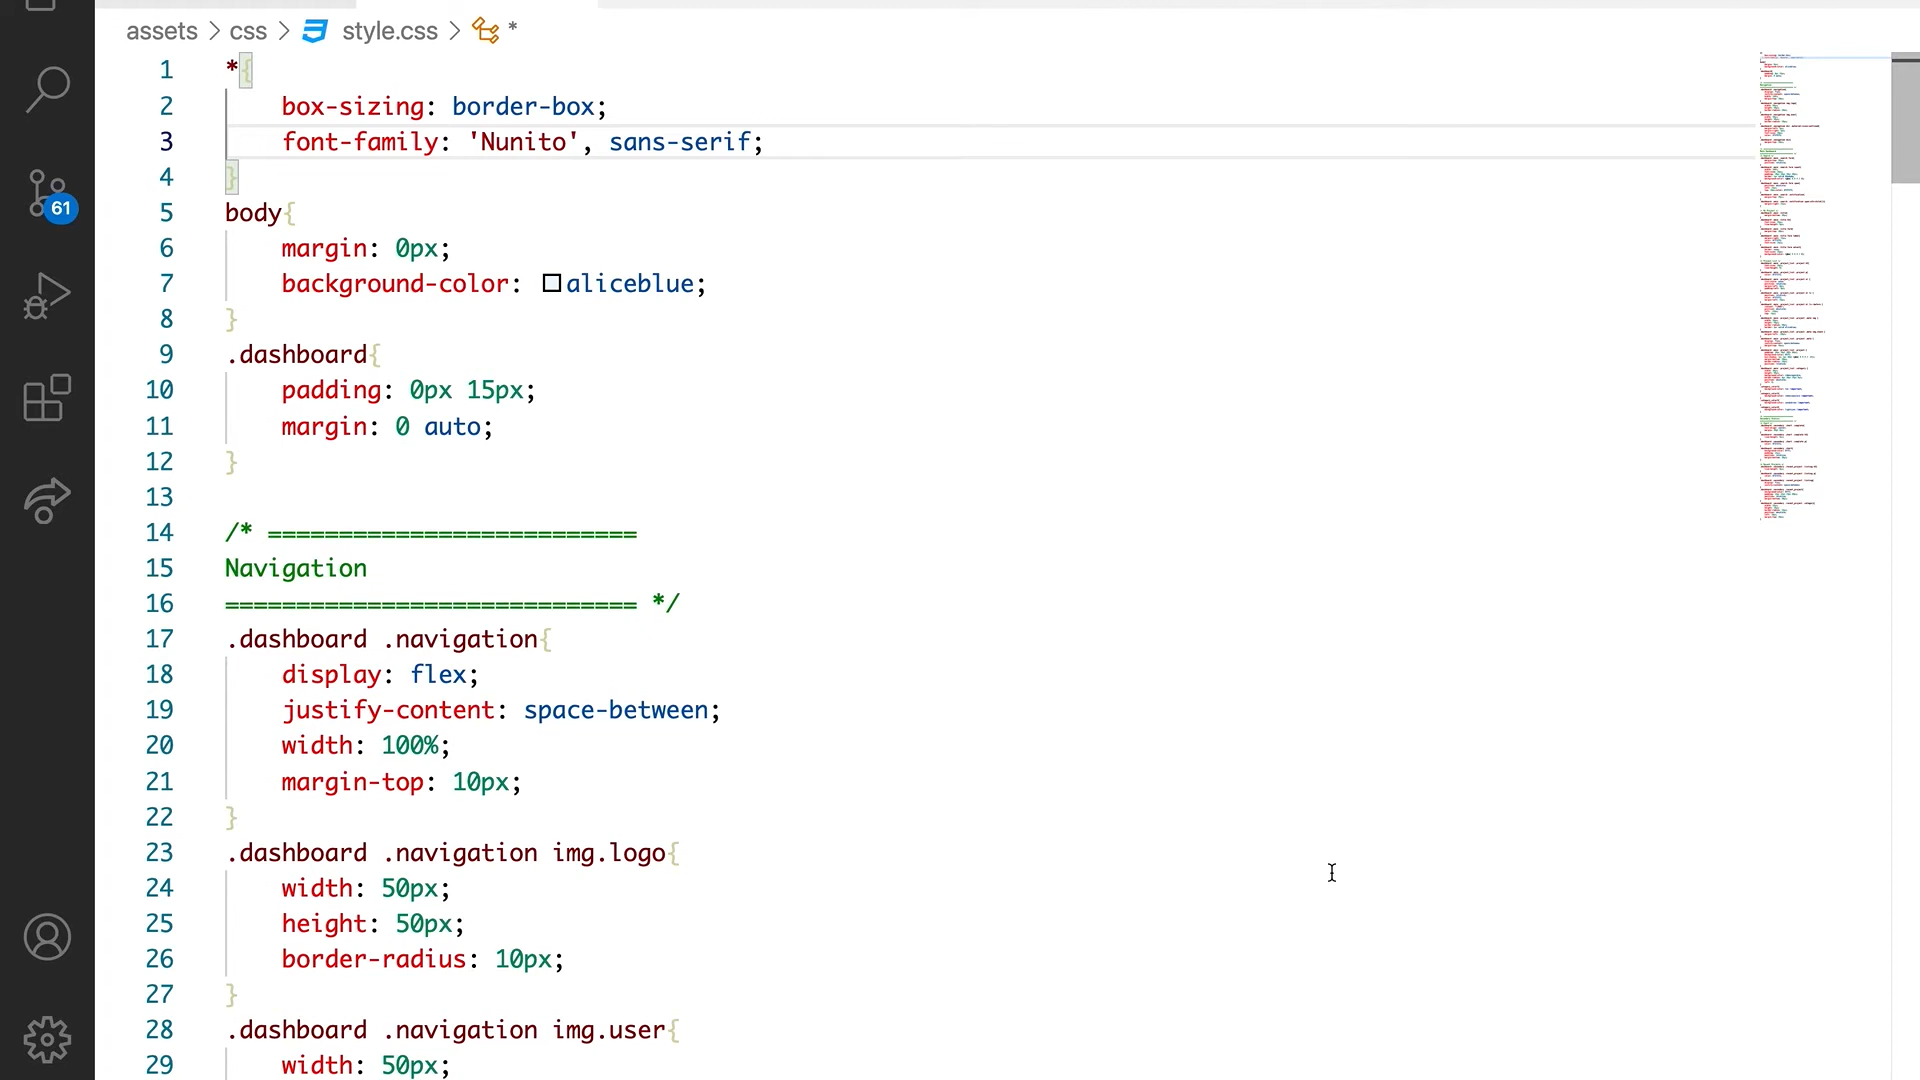 assets > css > style.css > *
1 *{
2 box-sizing: border-box;
3 font-family: 'Nunito', sans-serif;
4 }
5 body{
6 margin: 0px;
7 background-color: aliceblue;
8 }
9 .dashboard{
10 padding: 0px 15px;
11 margin: 0 auto;
12 }
13
14 /* ==========================
15 Navigation
16 ============================= */
17 .dashboard .navigation{
18 display: flex;
19 justify-content: space-between;
20 width: 100%;
21 margin-top: 10px;
22 }
23 .dashboard .navigation img.logo{
24 width: 50px;
25 height: 50px;
26 border-radius: 10px;
27 }
28 .dashboard .navigation img.user{
29 width: 50px;
61